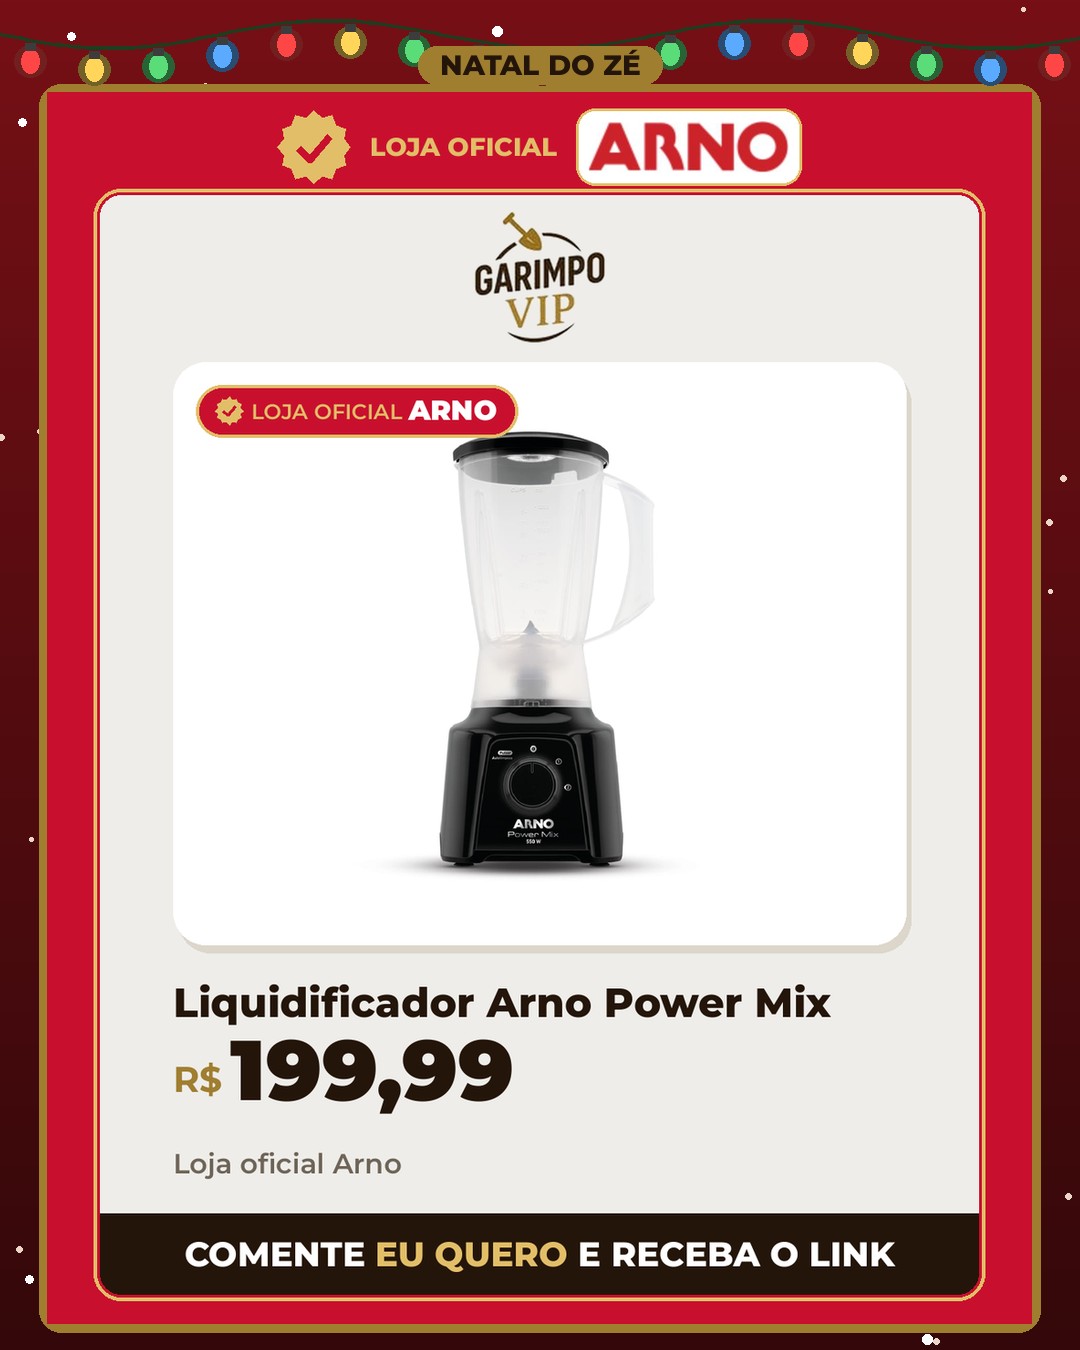 NATAL DO ZÉ
LOJA OFICIAL ARNO
GARIMPO
VIP
LOJA OFICIAL ARNO
ARNO
Power Mix
550 W
Liquidificador Arno Power Mix
R$ 199,99
Loja oficial Arno
COMENTE EU QUERO E RECEBA O LINK